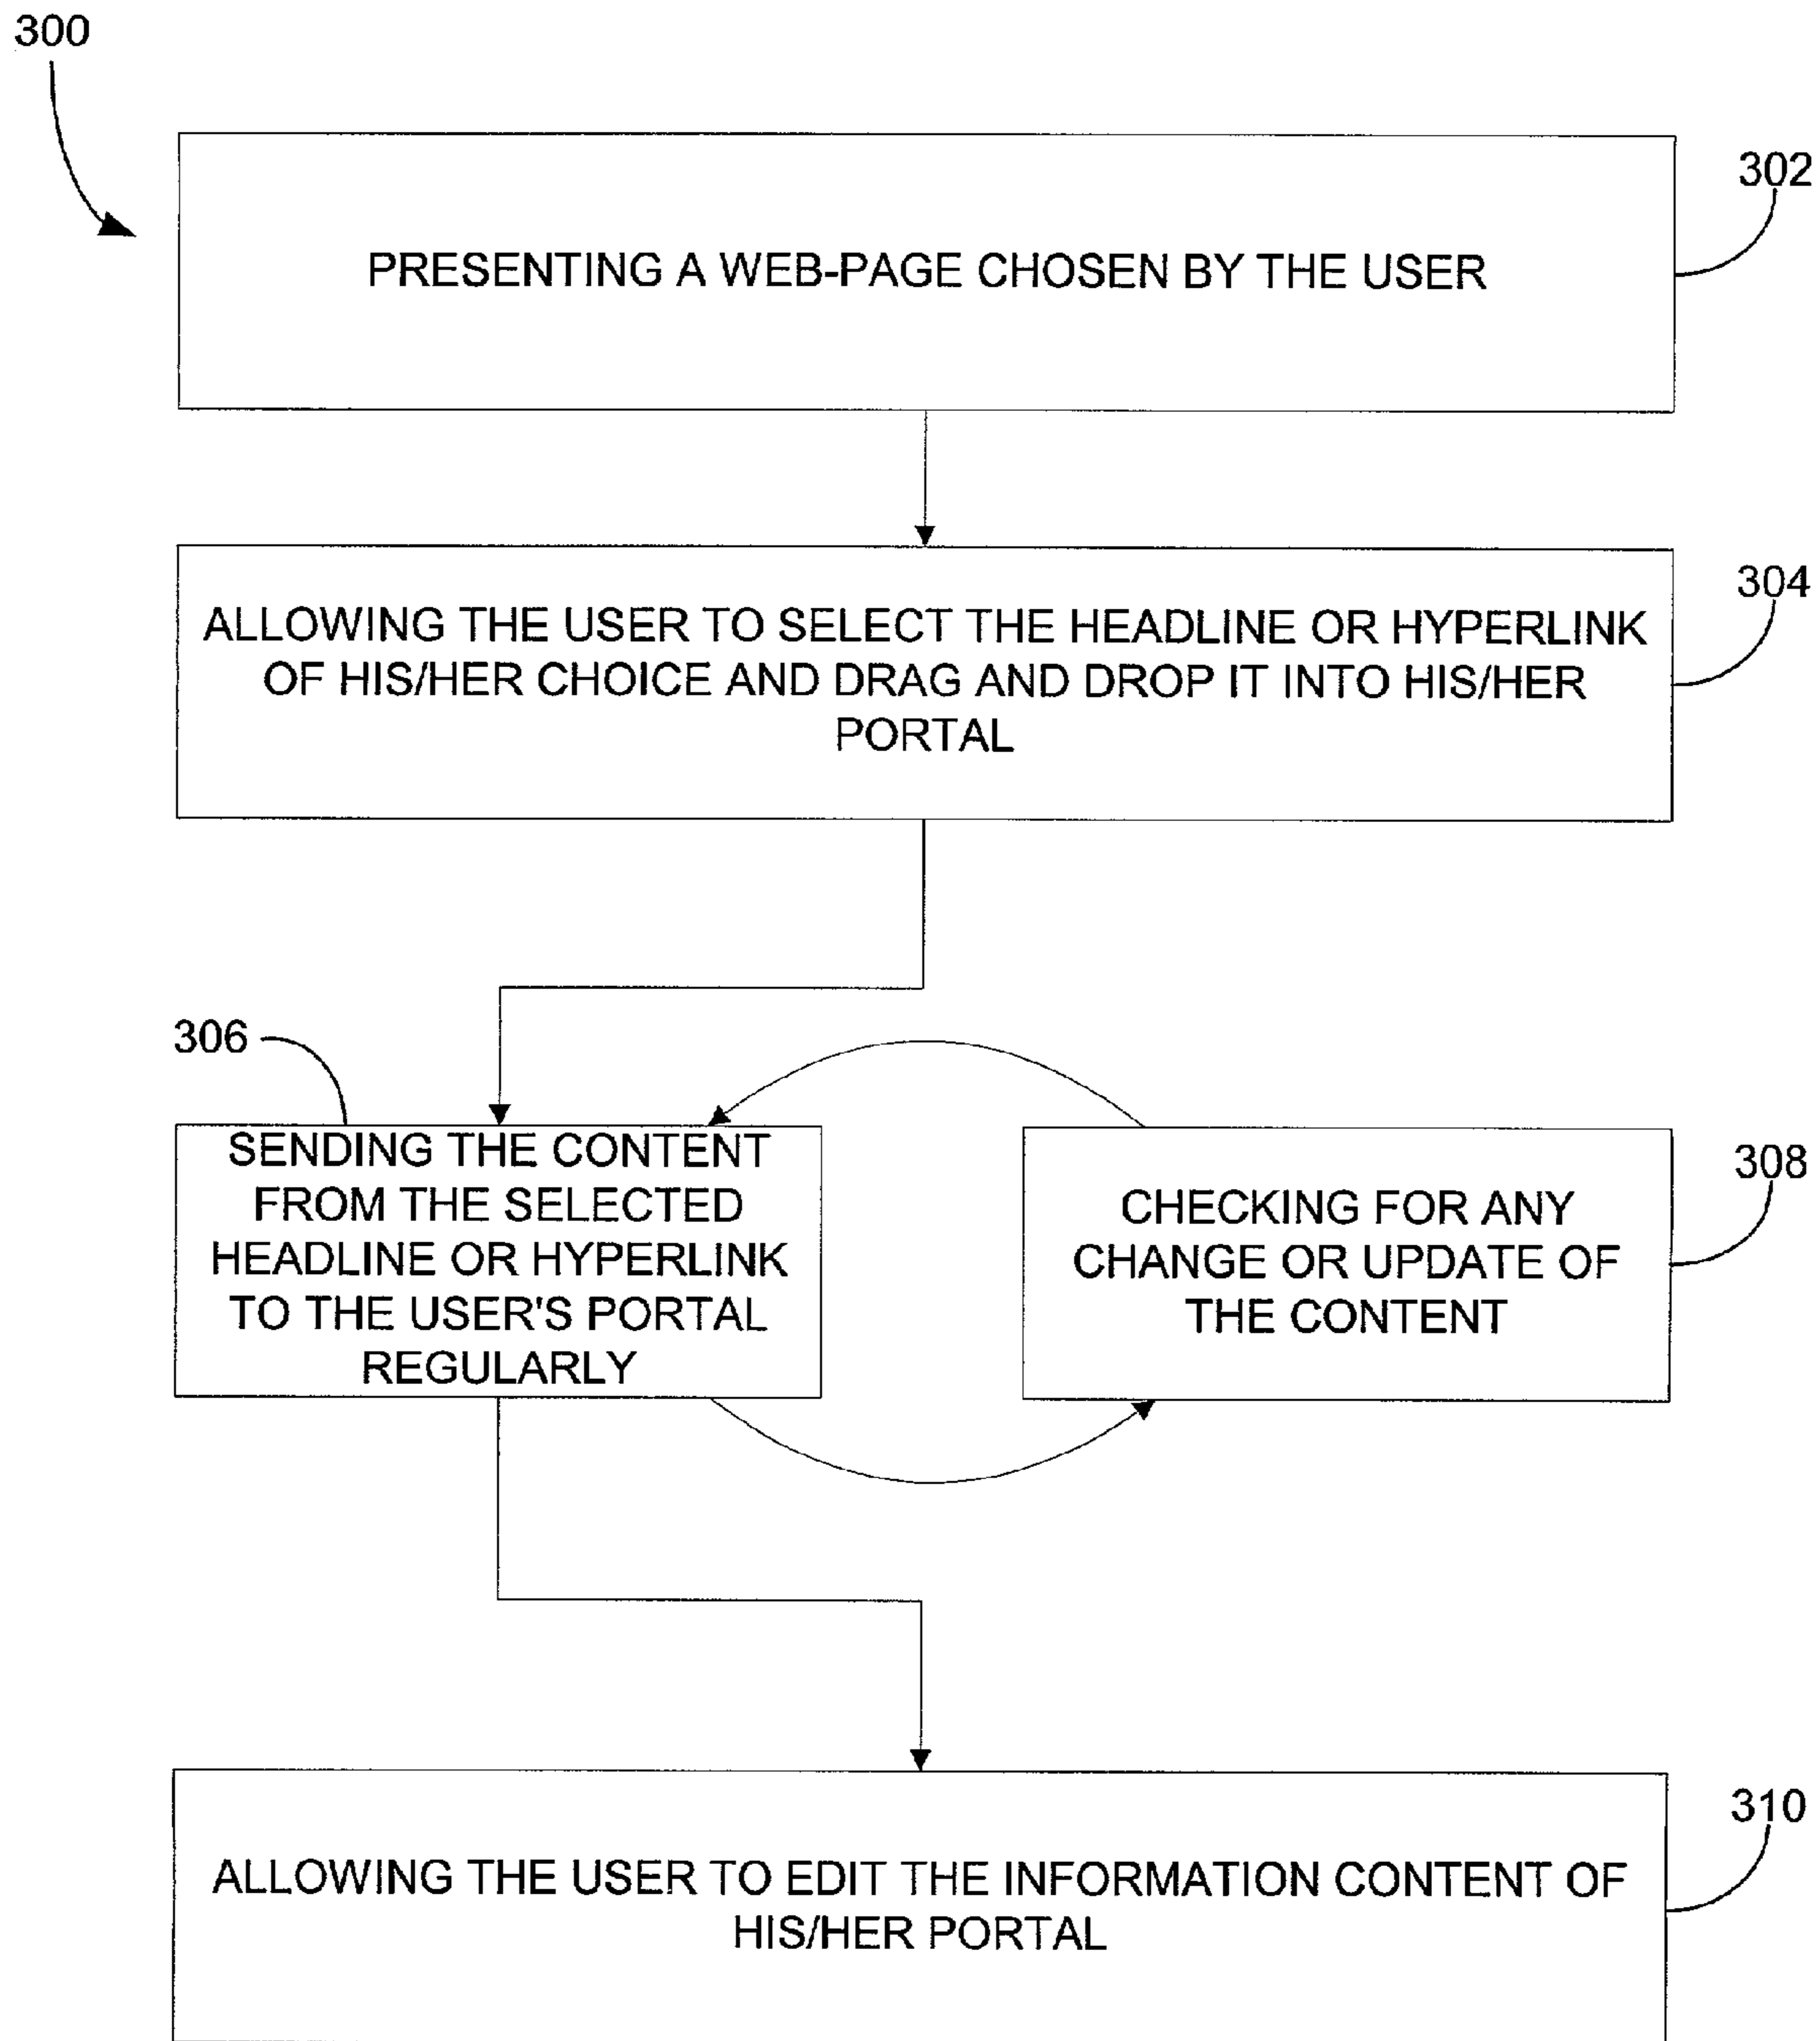 300
302
PRESENTING A WEB-PAGE CHOSEN BY THE USER
304
ALLOWING THE USER TO SELECT THE HEADLINE OR HYPERLINK
OF HIS/HER CHOICE AND DRAG AND DROP IT INTO HIS/HER
PORTAL
306
SENDING THE CONTENT
FROM THE SELECTED
HEADLINE OR HYPERLINK
TO THE USER'S PORTAL
REGULARLY
308
CHECKING FOR ANY
CHANGE OR UPDATE OF
THE CONTENT
310
ALLOWING THE USER TO EDIT THE INFORMATION CONTENT OF
HIS/HER PORTAL